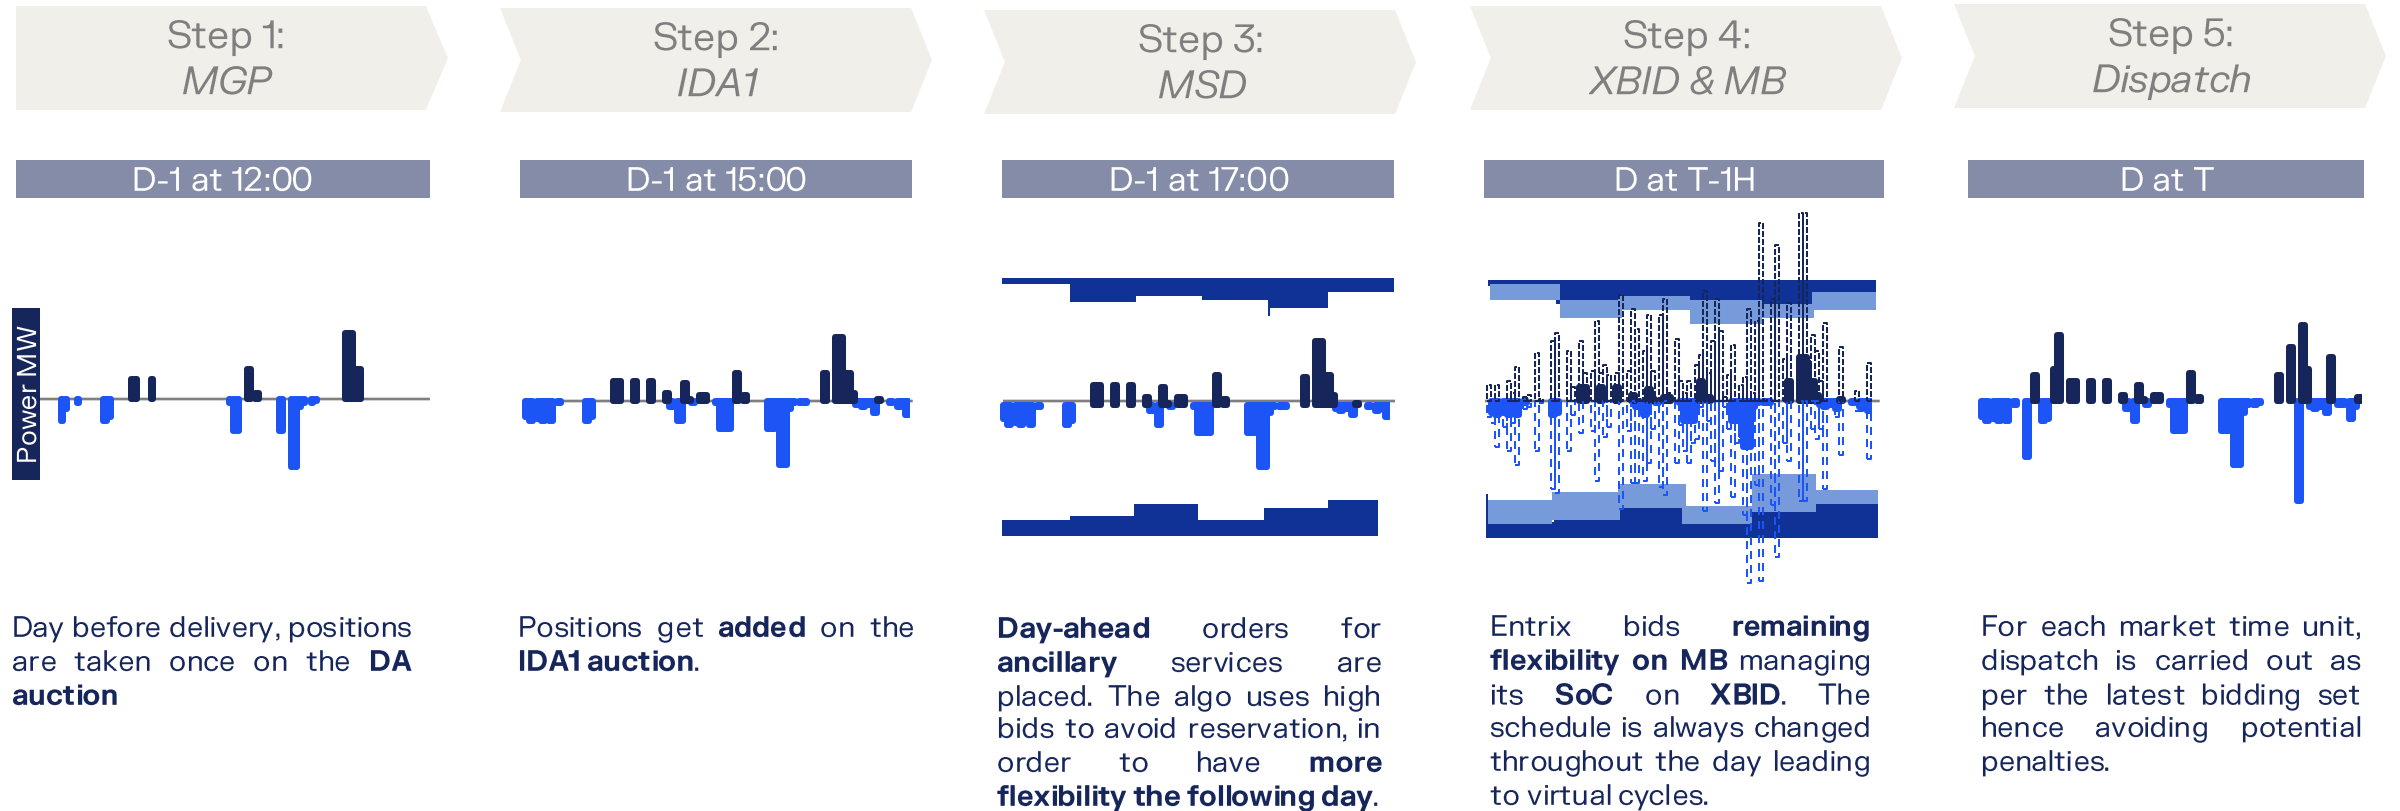 Step 1:
MGP
Step 2:
IDA1
Step 3:
MSD
Step 4:
XBID & MB
Step 5:
Dispatch
D-1 at 12:00
D-1 at 15:00
D-1 at 17:00
D at T-1H
D at T
Power MW
Day before delivery, positions
are taken once on the DA
auction
Positions get added on the
IDA1 auction.
Day-ahead orders for
ancillary services are
placed. The algo uses high
bids to avoid reservation, in
order to have more
flexibility the following day.
Entrix bids remaining
flexibility on MB managing
its SoC on XBID. The
schedule is always changed
throughout the day leading
to virtual cycles.
For each market time unit,
dispatch is carried out as
per the latest bidding set
hence avoiding potential
penalties.